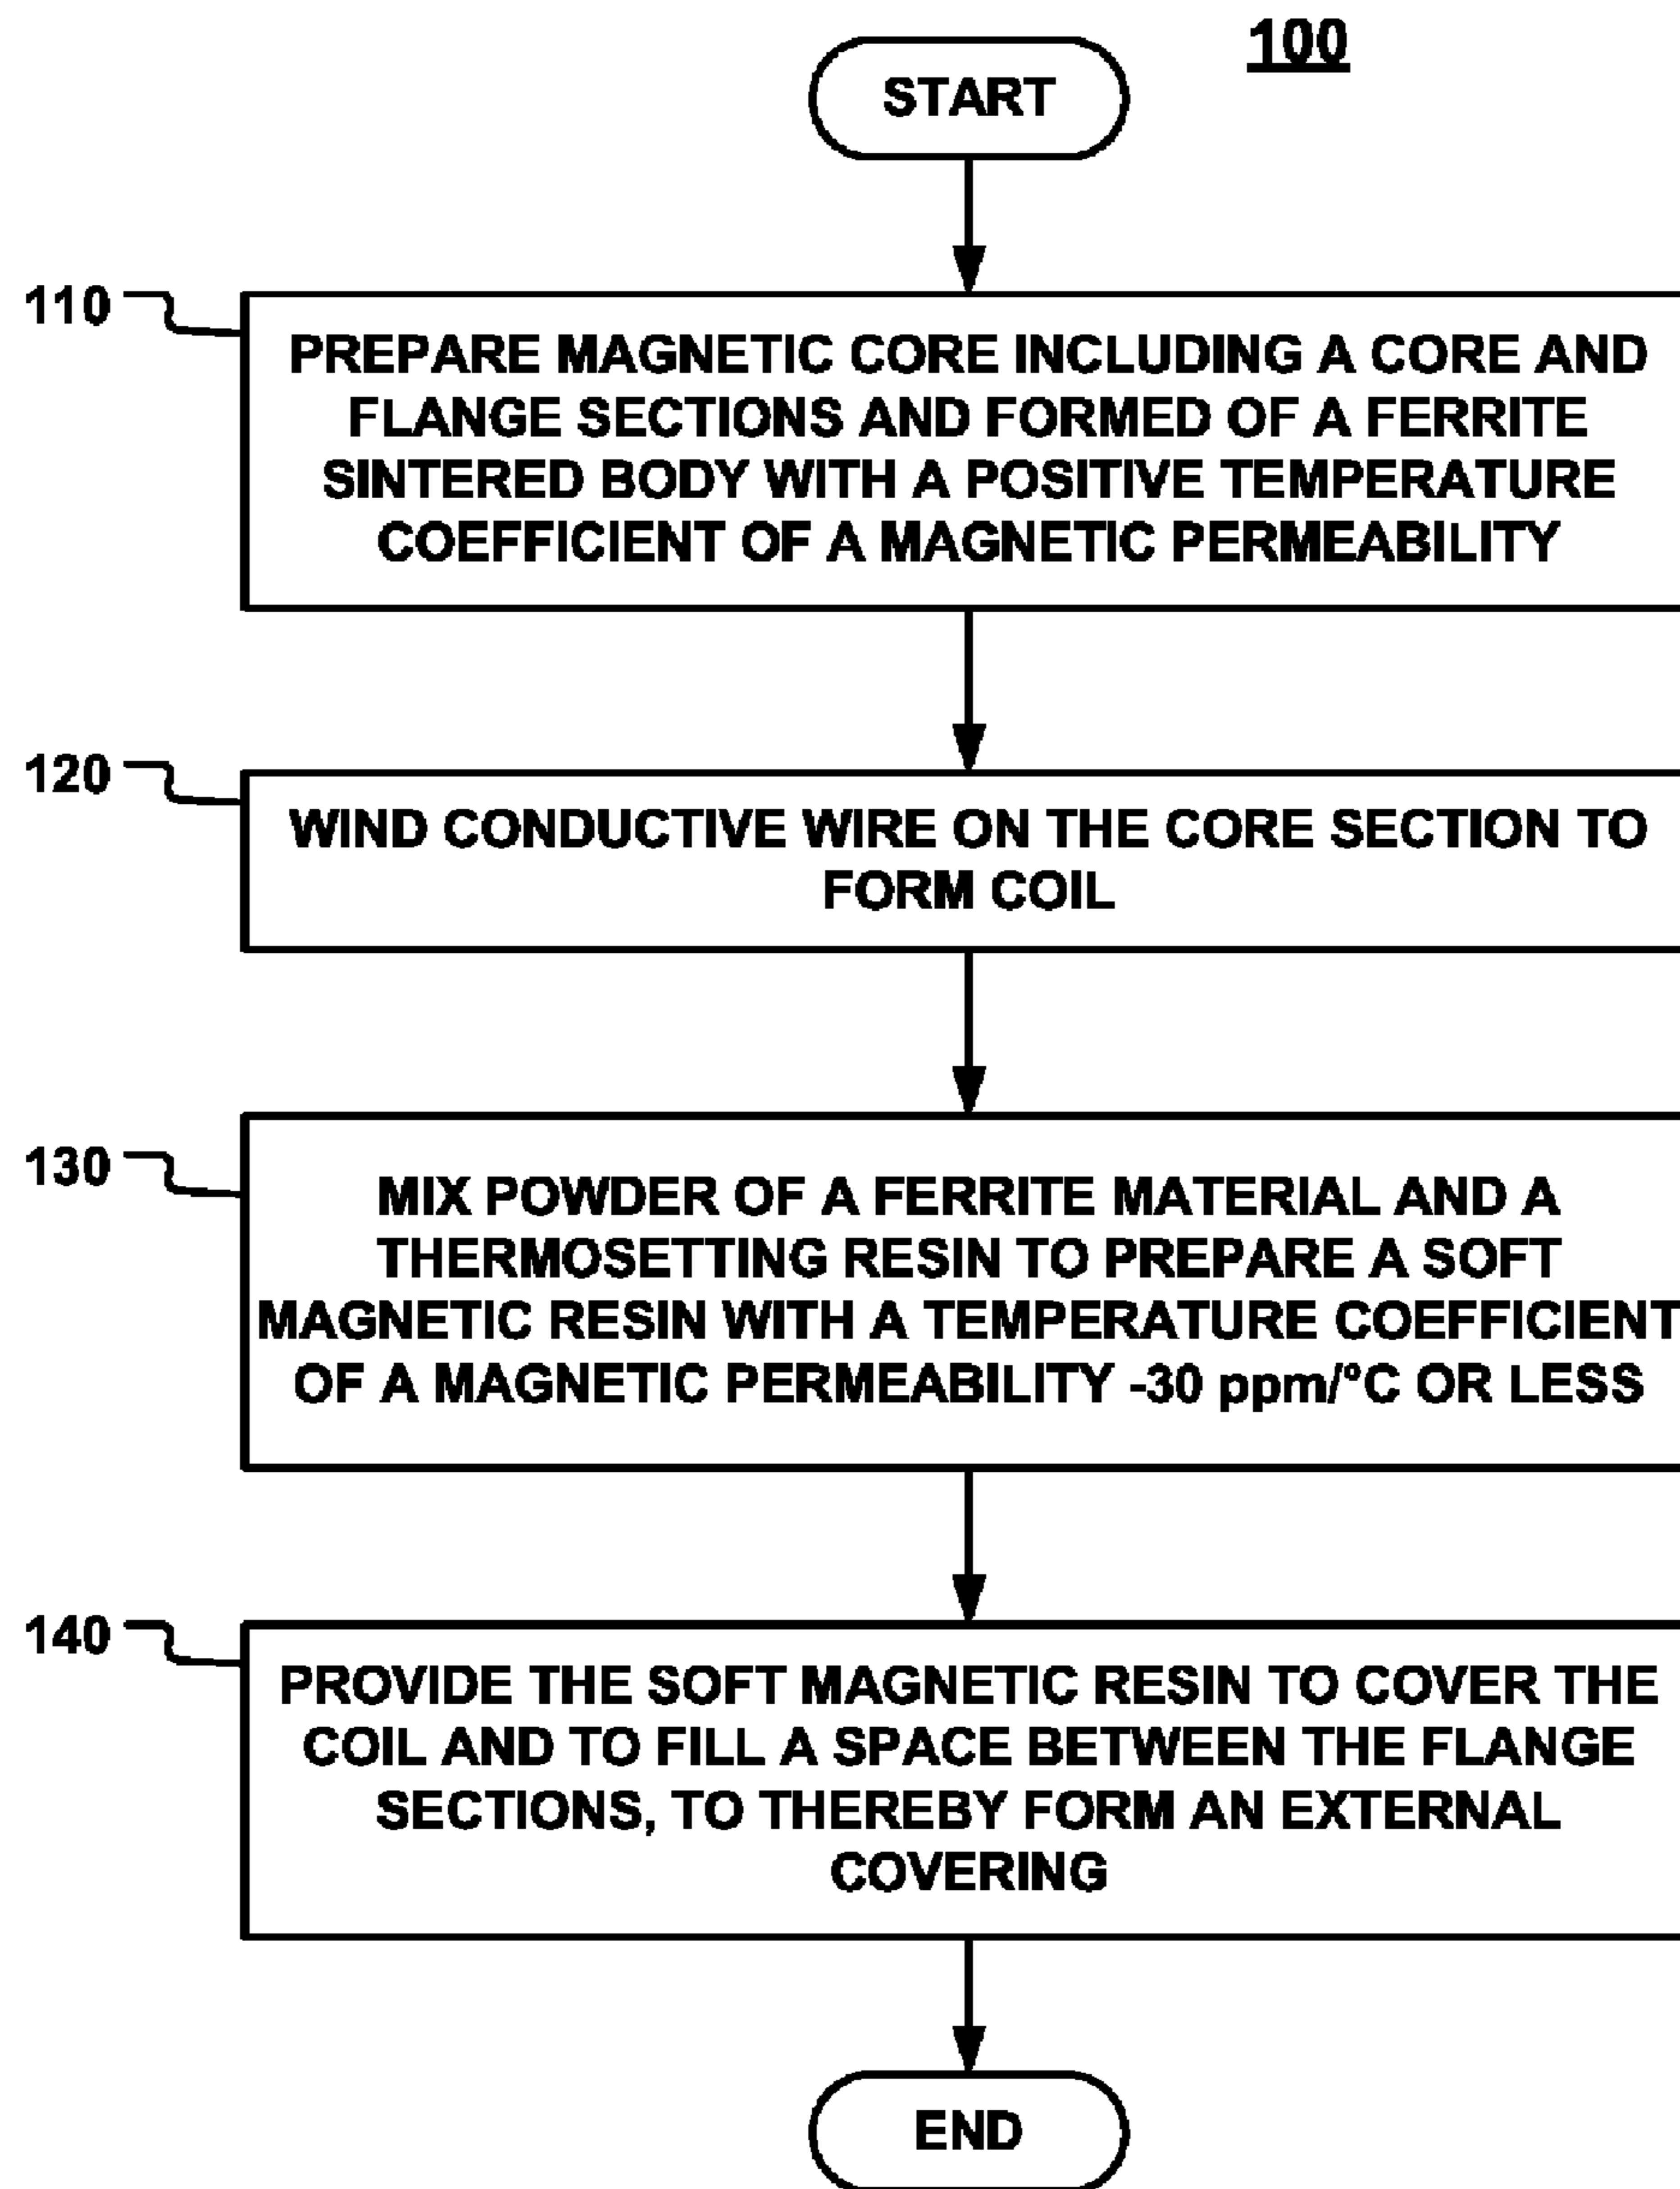 100
START
110
PREPARE MAGNETIC CORE INCLUDING A CORE AND
FLANGE SECTIONS AND FORMED OF A FERRITE
SINTERED BODY WITH A POSITIVE TEMPERATURE
COEFFICIENT OF A MAGNETIC PERMEABILITY
120
WIND CONDUCTIVE WIRE ON THE CORE SECTION TO
FORM COIL
130
MIX POWDER OF A FERRITE MATERIAL AND A
THERMOSETTING RESIN TO PREPARE A SOFT
MAGNETIC RESIN WITH A TEMPERATURE COEFFICIENT
OF A MAGNETIC PERMEABILITY -30 ppm/°C OR LESS
140
PROVIDE THE SOFT MAGNETIC RESIN TO COVER THE
COIL AND TO FILL A SPACE BETWEEN THE FLANGE
SECTIONS, TO THEREBY FORM AN EXTERNAL
COVERING
END